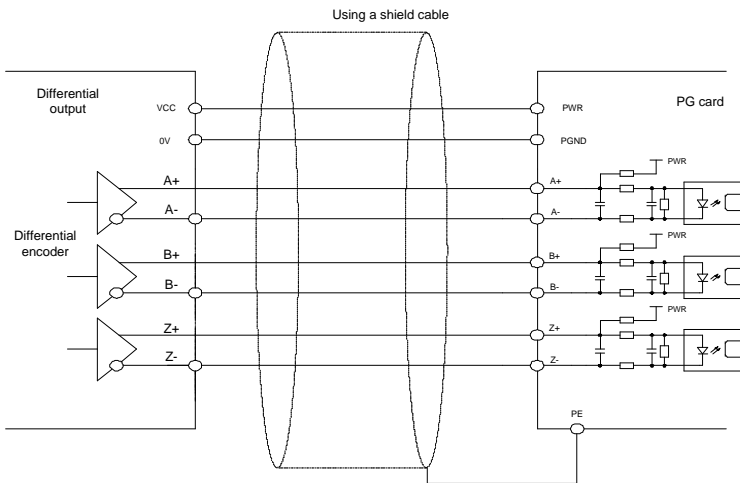 Using a shield cable
Differential
output
VCC
PWR
PG card
0V
PGND
PWR
A+
A+
A-
A-
Differential
encoder
PWR
B+
B+
B-
B-
PWR
Z+
Z+
Z-
Z-
PE